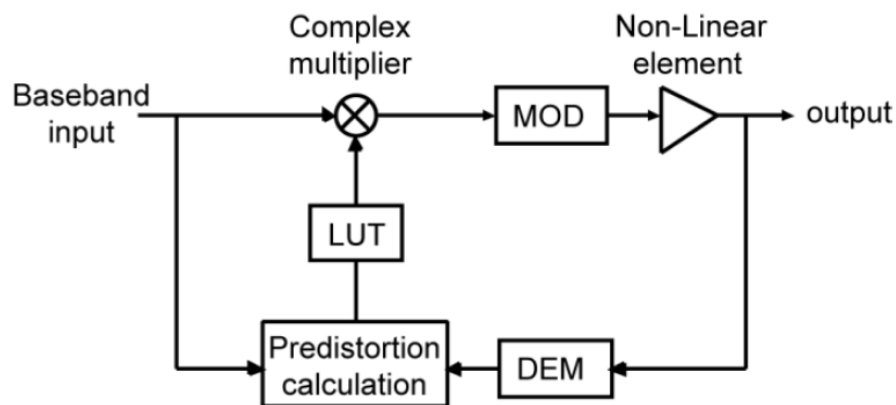 Complex
multiplier
Non-Linear
element
Baseband
input
MOD
output
LUT
Predistortion
calculation
DEM